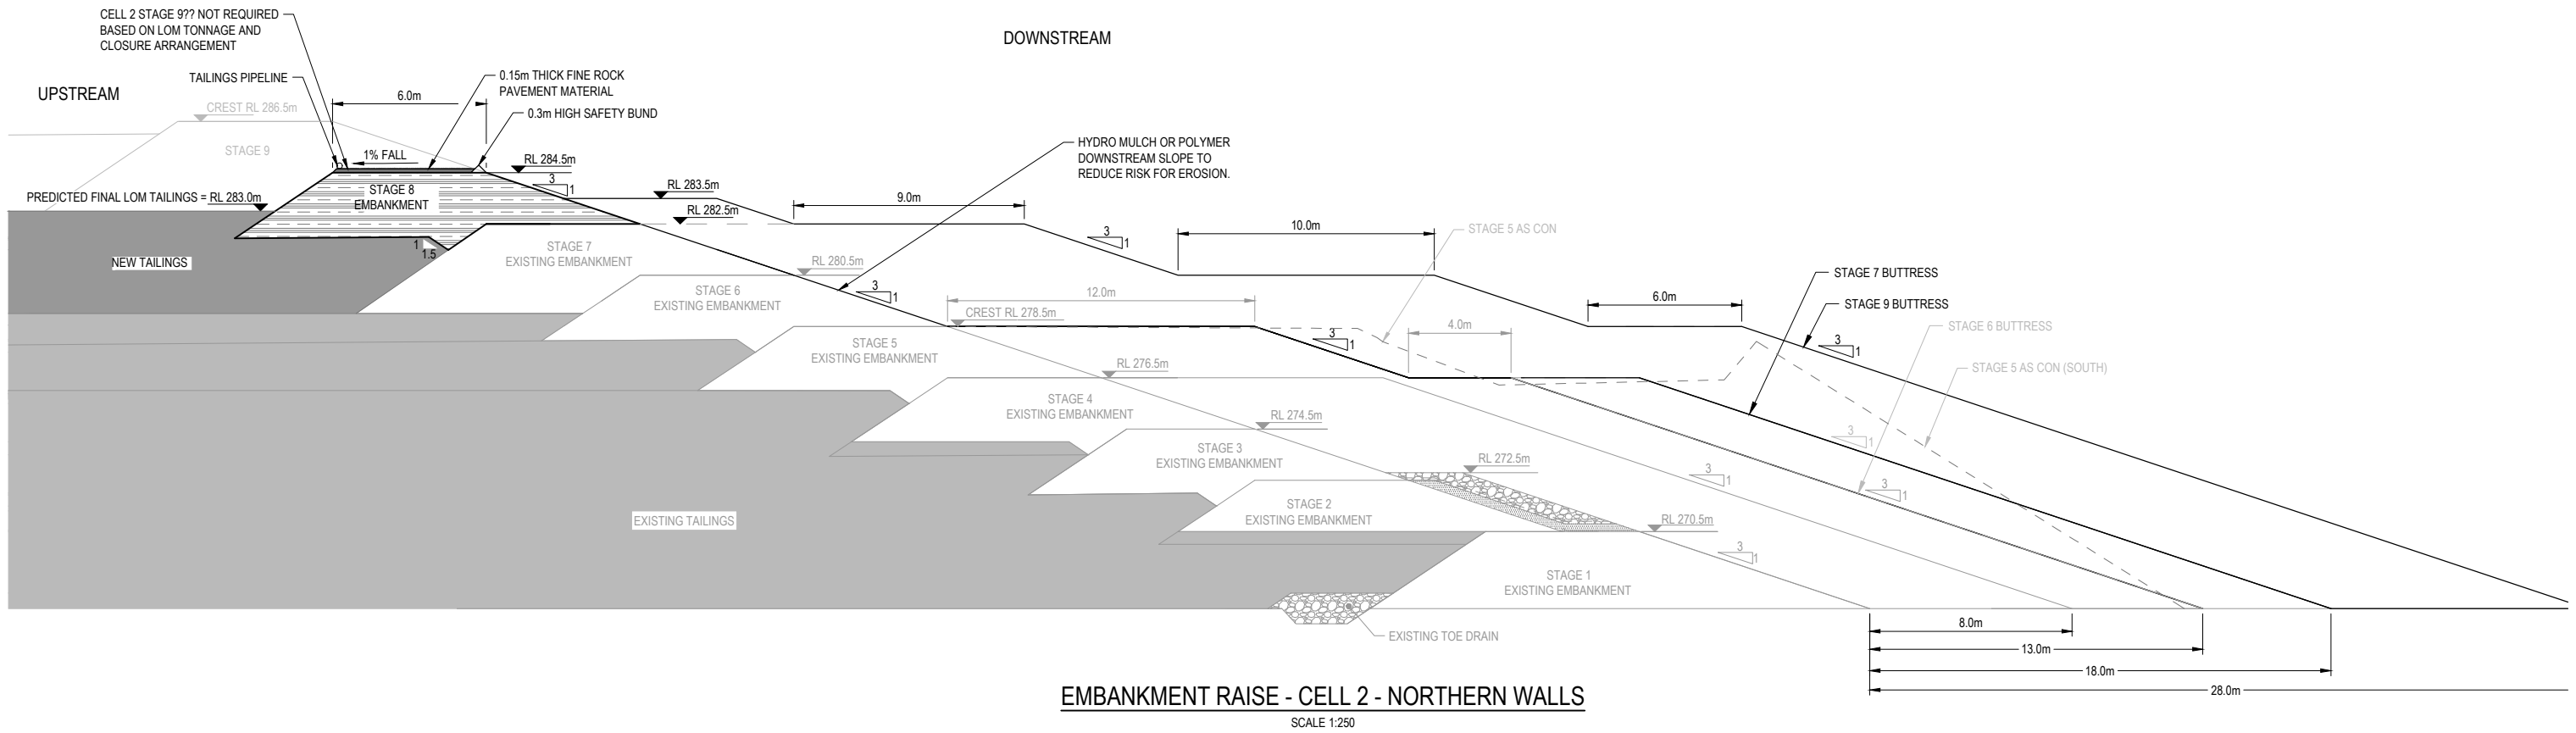 CELL 2 STAGE 9?? NOT REQUIRED
BASED ON LOM TONNAGE AND
CLOSURE ARRANGEMENT
DOWNSTREAM
TAILINGS PIPELINE
0.15m THICK FINE ROCK
PAVEMENT MATERIAL
UPSTREAM
6.0m
CREST RL 286.5m
0.3m HIGH SAFETY BUND
HYDRO MULCH OR POLYMER
DOWNSTREAM SLOPE TO
REDUCE RISK FOR EROSION.
STAGE 9
1% FALL
RL 284.5m
3
1
STAGE 8
EMBANKMENT
RL 283.5m
PREDICTED FINAL LOM TAILINGS = RL 283.0m
9.0m
RL 282.5m
10.0m
STAGE 5 AS CON
3
1
1
1.5
STAGE 7
EXISTING EMBANKMENT
NEW TAILINGS
RL 280.5m
STAGE 7 BUTTRESS
3
1
STAGE 6
EXISTING EMBANKMENT
12.0m
6.0m
STAGE 9 BUTTRESS
CREST RL 278.5m
4.0m
STAGE 6 BUTTRESS
3
1
3
1
STAGE 5
EXISTING EMBANKMENT
RL 276.5m
STAGE 5 AS CON (SOUTH)
STAGE 4
EXISTING EMBANKMENT
RL 274.5m
3
1
STAGE 3
EXISTING EMBANKMENT
RL 272.5m
3
1
3
1
STAGE 2
EXISTING EMBANKMENT
EXISTING TAILINGS
RL 270.5m
3
1
STAGE 1
EXISTING EMBANKMENT
EXISTING TOE DRAIN
8.0m
13.0m
18.0m
28.0m
EMBANKMENT RAISE - CELL 2 - NORTHERN WALLS
SCALE 1:250